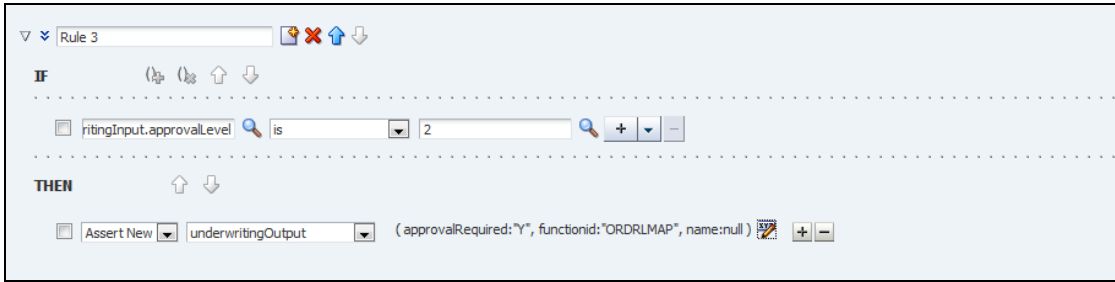 Rule 3
IF
ritingInput.approvalLevel is 2
THEN
Assert New underwritingOutput ( approvalRequired:"Y", functionid:"ORDRLMAP", name:null )